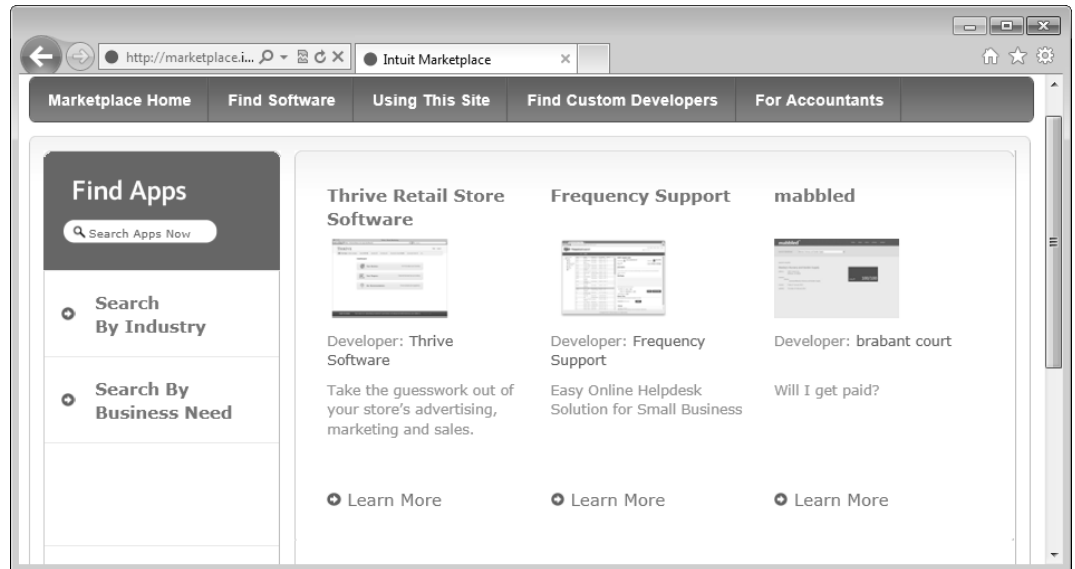 http://marketplace.i...
Intuit Marketplace
Marketplace Home Find Software Using This Site Find Custom Developers For Accountants
Find Apps
Search Apps Now
Search
By Industry
Search By
Business Need
Thrive Retail Store
Software
Developer: Thrive
Software
Take the guesswork out of
your store's advertising,
marketing and sales.
Learn More
Frequency Support
Developer: Frequency
Support
Easy Online Helpdesk
Solution for Small Business
Learn More
mabbled
mabbled
Developer: brabant court
Will I get paid?
Learn More